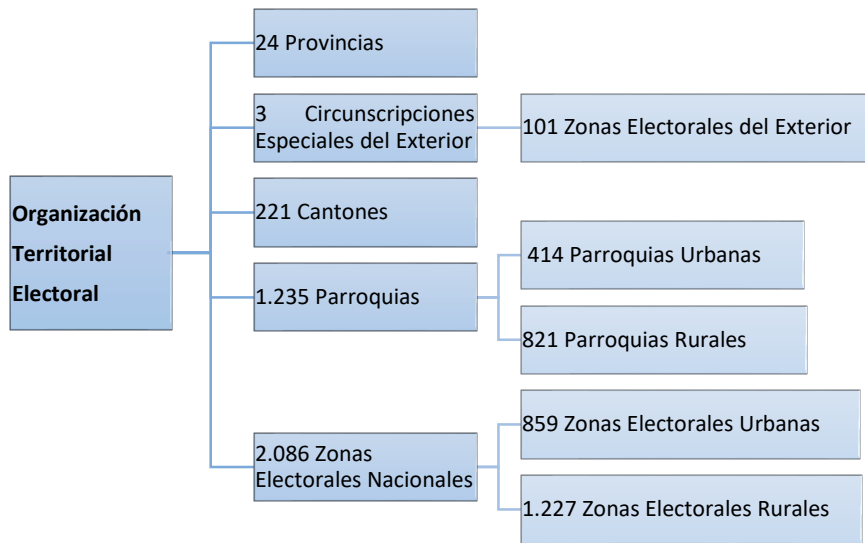 Organización
Territorial
Electoral
24 Provincias
3 Circunscripciones
Especiales del Exterior
101 Zonas Electorales del Exterior
221 Cantones
1.235 Parroquias
414 Parroquias Urbanas
821 Parroquias Rurales
2.086 Zonas
Electorales Nacionales
859 Zonas Electorales Urbanas
1.227 Zonas Electorales Rurales